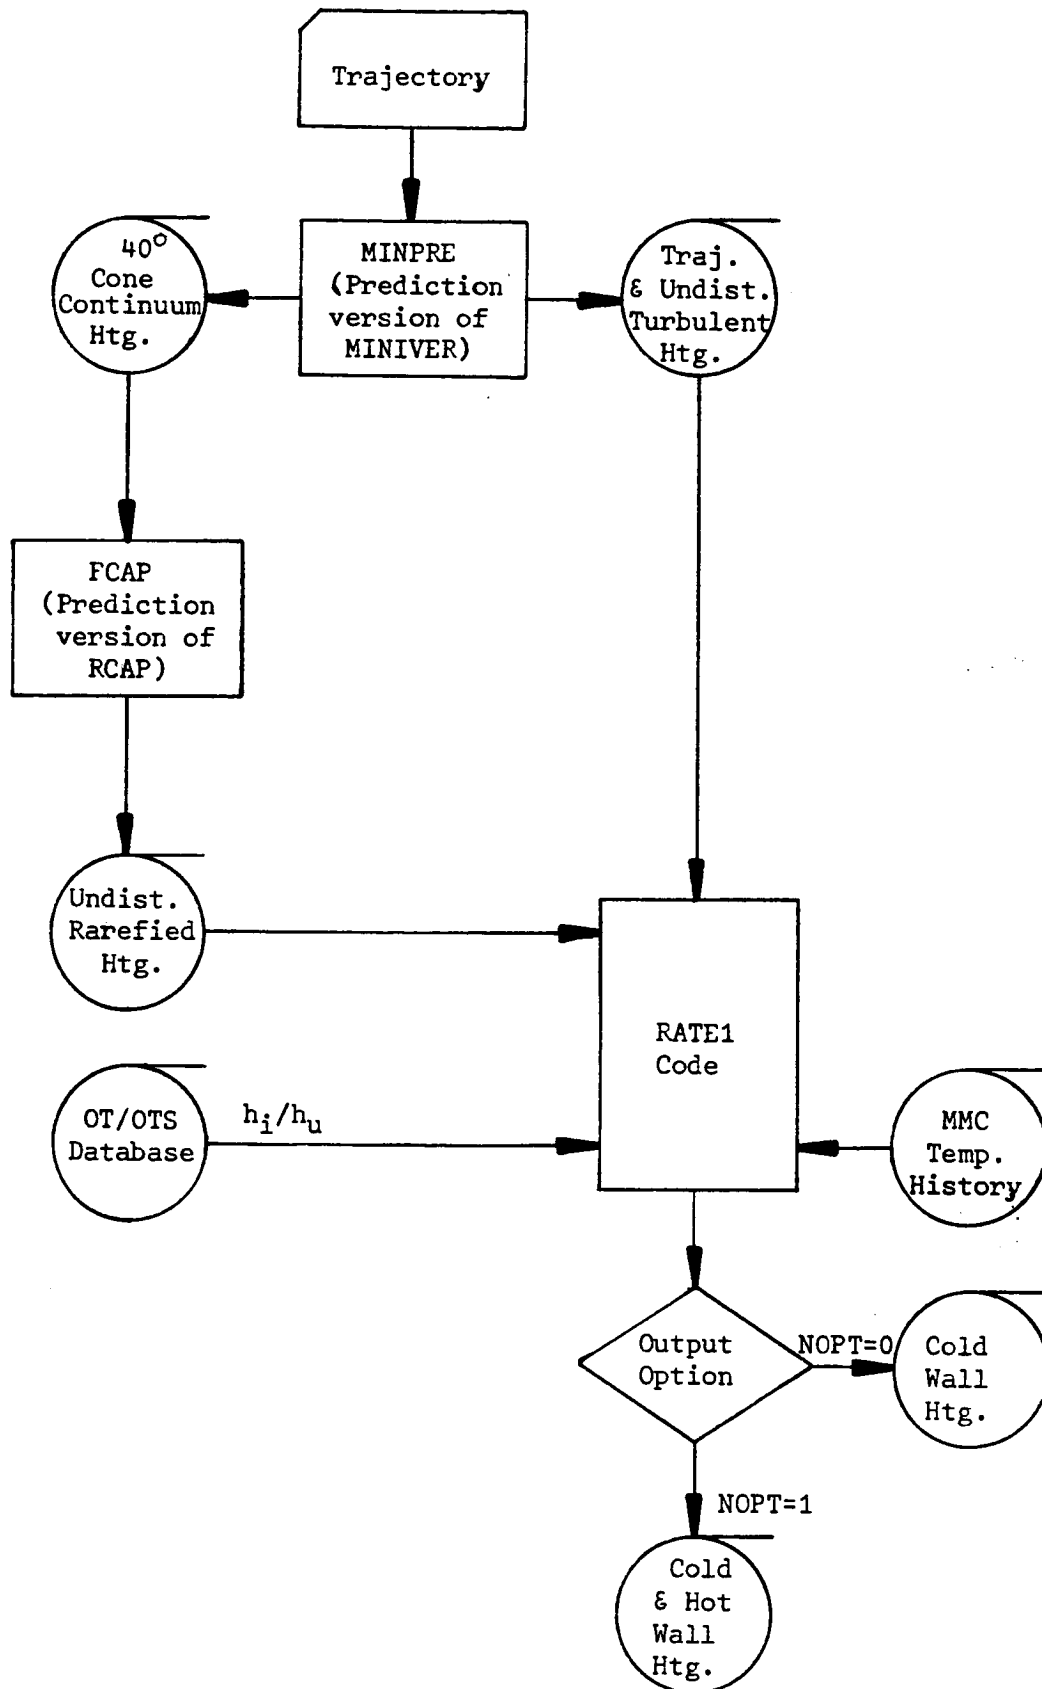 Trajectory
40°
Cone
Continuum
Htg.
MINPRE
(Prediction
version of
MINIVER)
Traj.
& Undist.
Turbulent
Htg.
FCAP
(Prediction
version of
RCAP)
Undist.
Rarefied
Htg.
RATE1
Code
OT/OTS
Database
h_i/h_u
MMC
Temp.
History
Output
Option
NOPT=0
Cold
Wall
Htg.
NOPT=1
Cold
& Hot
Wall
Htg.